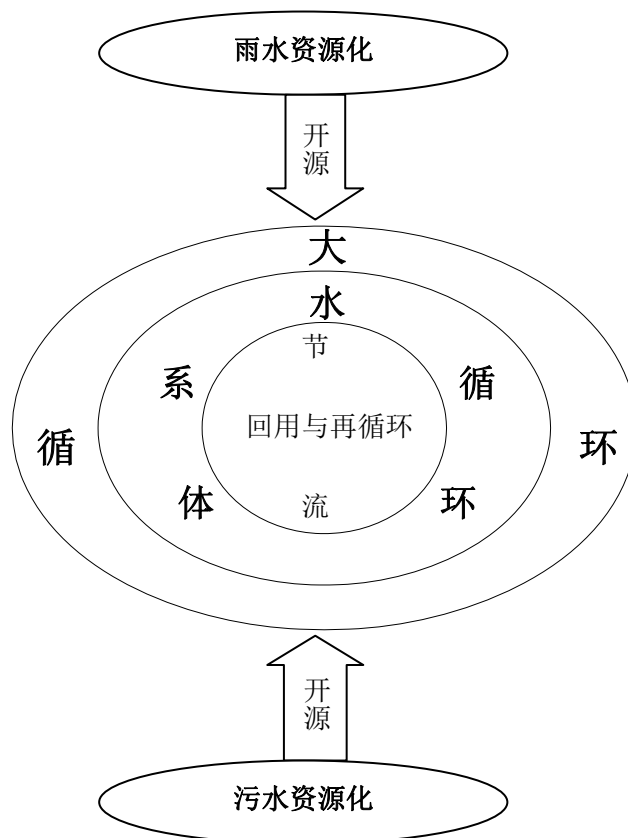 雨水资源化
开源
大循环
水循环体系
节流
回用与再循环
开源
污水资源化